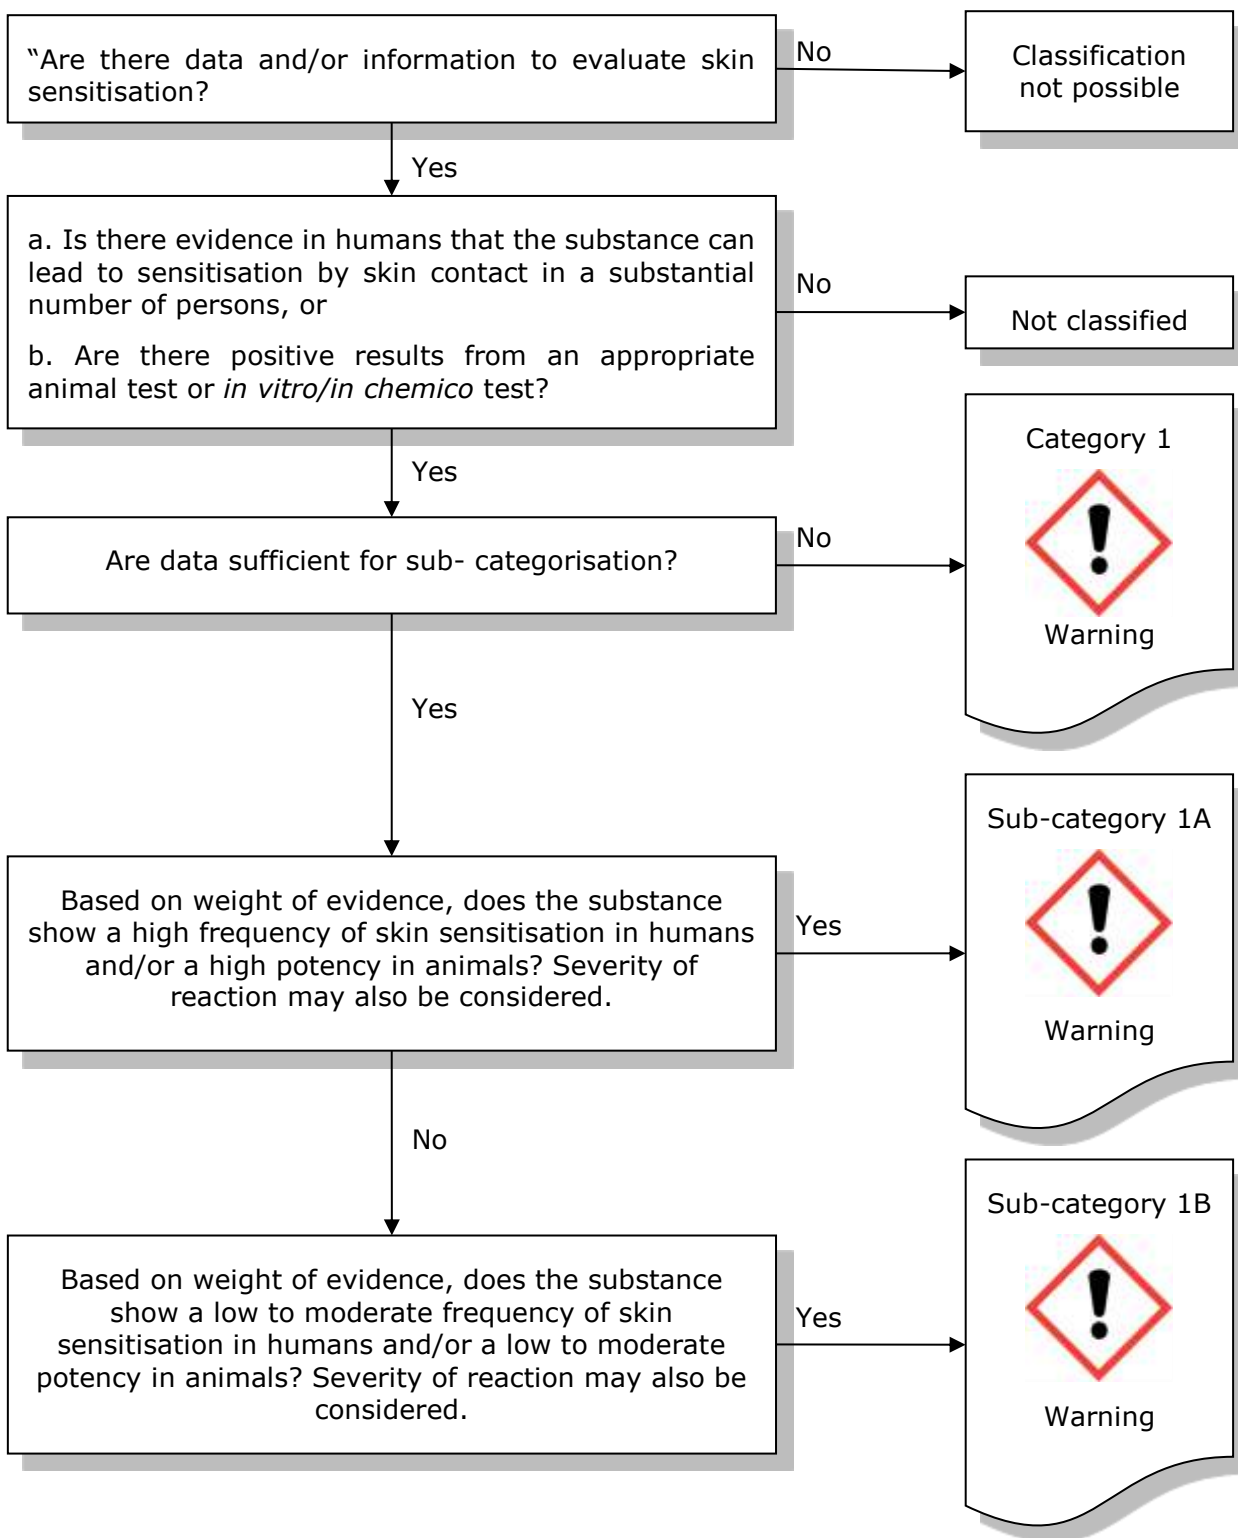 “Are there data and/or information to evaluate skin
sensitisation?
No
Classification
not possible
Yes
a. Is there evidence in humans that the substance can
lead to sensitisation by skin contact in a substantial
number of persons, or
b. Are there positive results from an appropriate
animal test or in vitro/in chemico test?
No
Not classified
Yes
Are data sufficient for sub- categorisation?
No
Category 1
Warning
Yes
Based on weight of evidence, does the substance
show a high frequency of skin sensitisation in humans
and/or a high potency in animals? Severity of
reaction may also be considered.
Yes
Sub-category 1A
Warning
No
Based on weight of evidence, does the substance
show a low to moderate frequency of skin
sensitisation in humans and/or a low to moderate
potency in animals? Severity of reaction may also be
considered.
Yes
Sub-category 1B
Warning